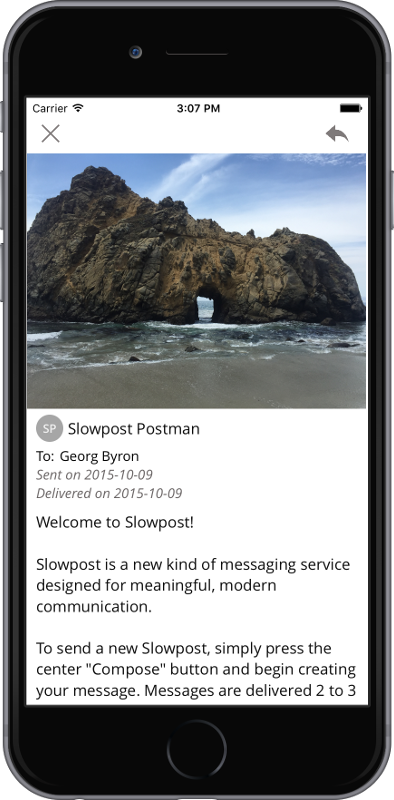 Carrier 3:07 PM
SP Slowpost Postman
To: Georg Byron
Sent on 2015-10-09
Delivered on 2015-10-09
Welcome to Slowpost!
Slowpost is a new kind of messaging service
designed for meaningful, modern
communication.
To send a new Slowpost, simply press the
center "Compose" button and begin creating
your message. Messages are delivered 2 to 3